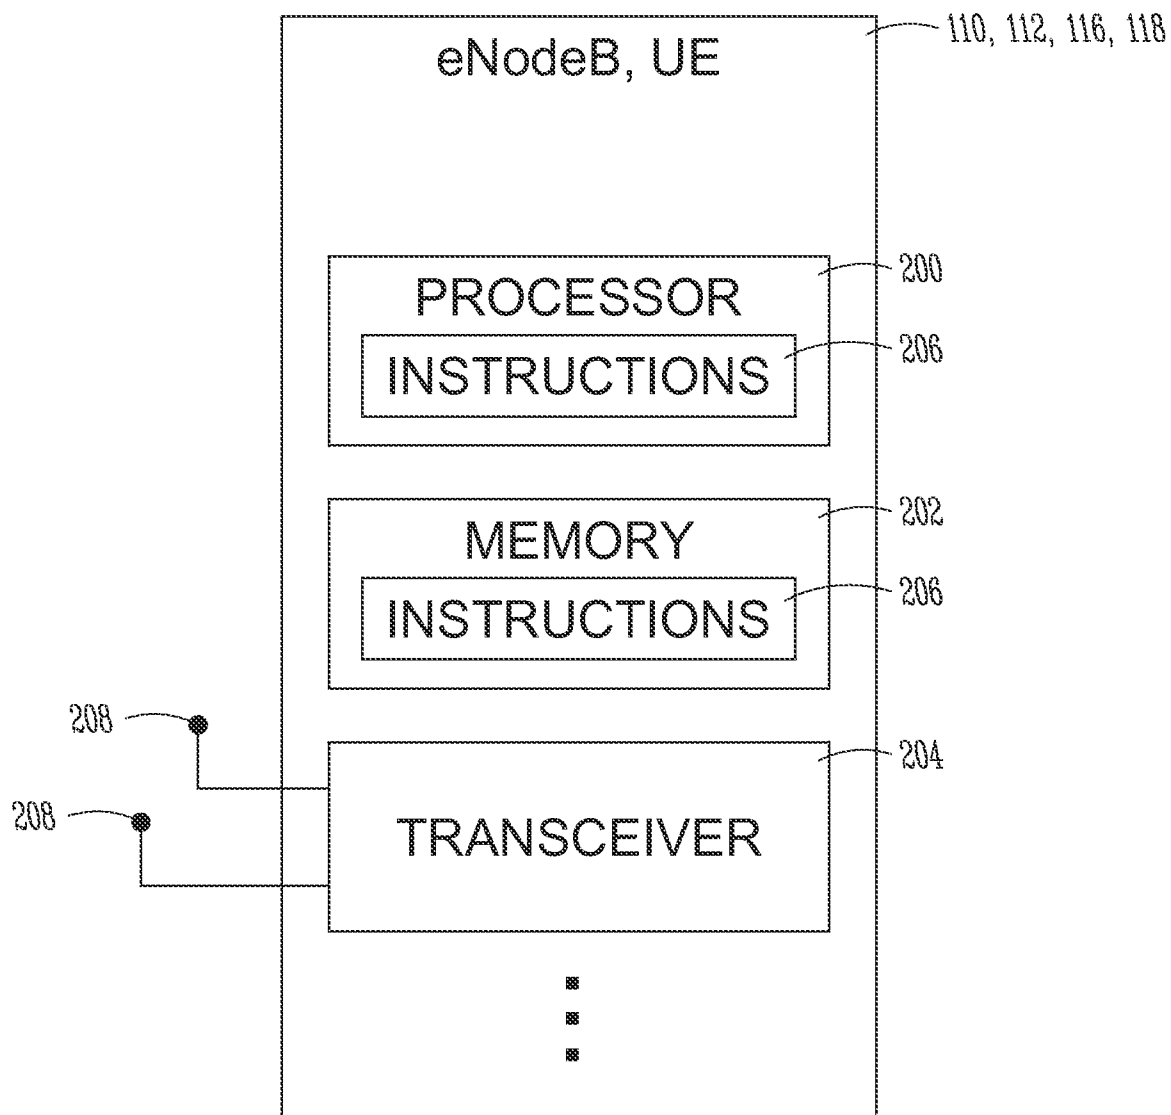 110, 112, 116, 118
eNodeB, UE
200
PROCESSOR
206
INSTRUCTIONS
202
MEMORY
206
INSTRUCTIONS
208
204
208
TRANSCEIVER